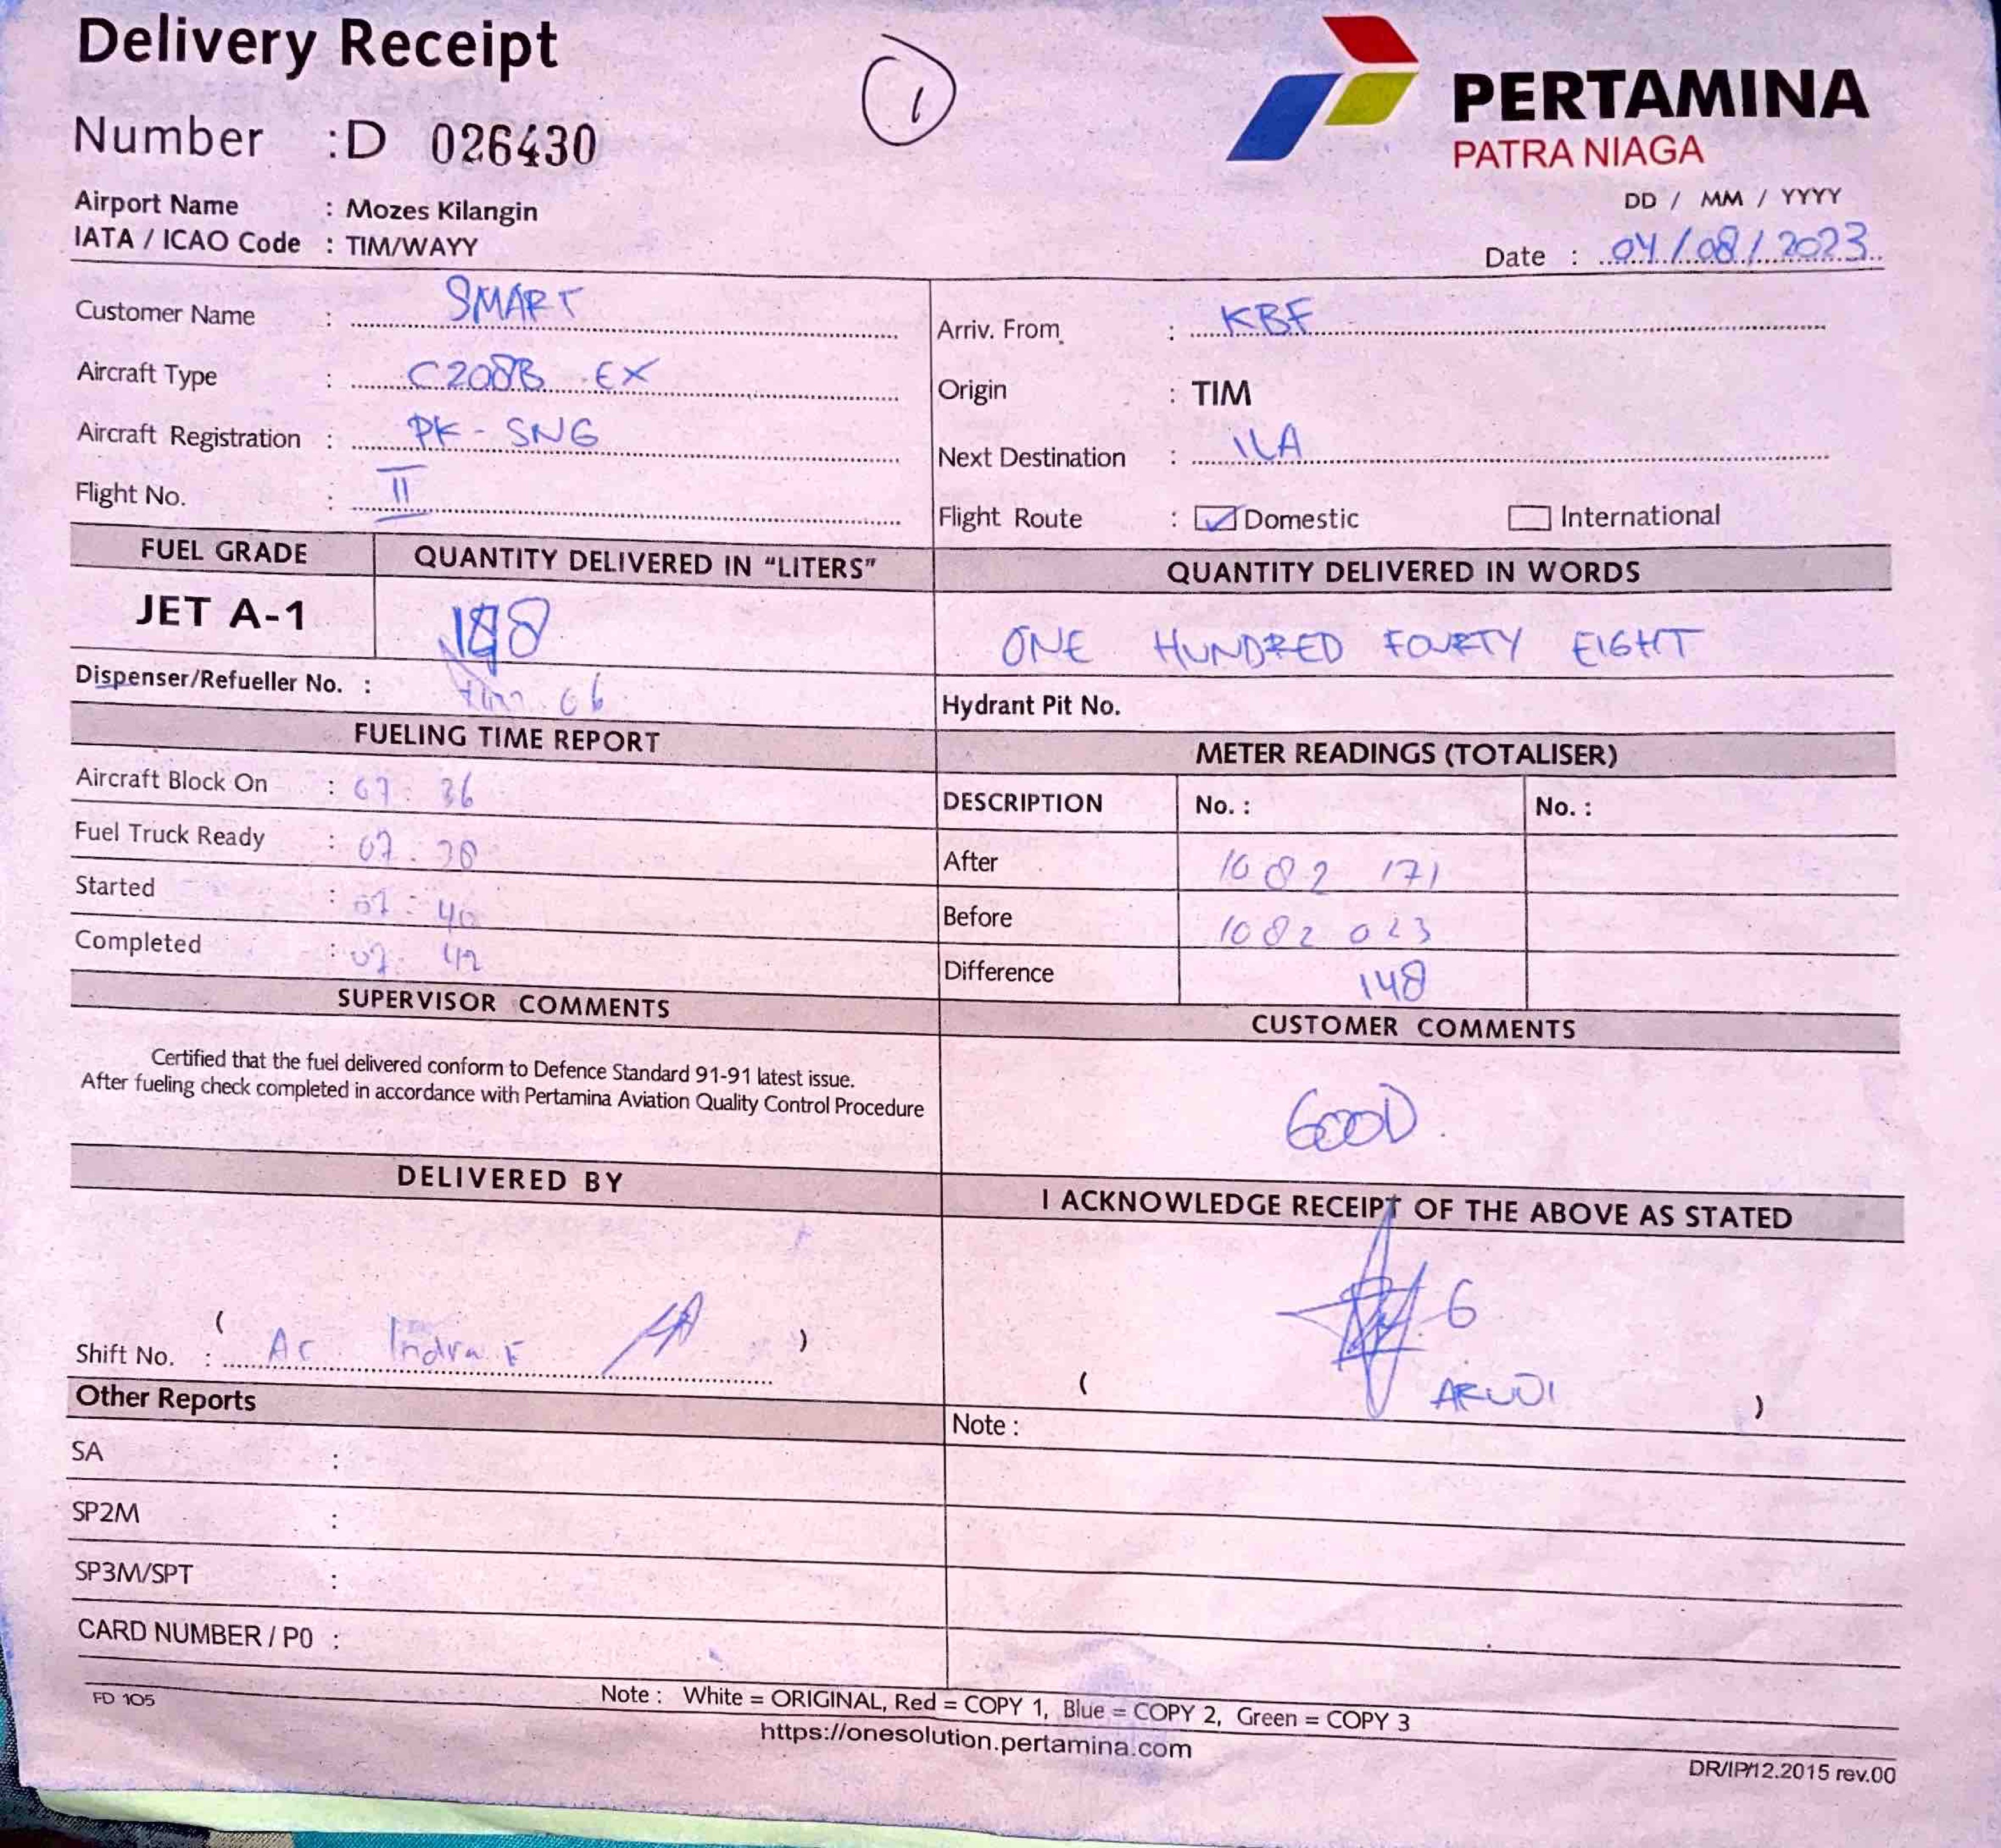 Delivery Receipt
1
PERTAMINA
PATRA NIAGA
Number : D 026430
Airport Name : Mozes Kilangin
IATA / ICAO Code : TIM/WAYY
DD / MM / YYYY
Date : 04/08/2023
Customer Name : SMART
Aircraft Type : C208B EX
Aircraft Registration : PK - SNG
Flight No. : II
Arriv. From : KBF
Origin : TIM
Next Destination : ILA
Flight Route : Domestic International
FUEL GRADE QUANTITY DELIVERED IN "LITERS" QUANTITY DELIVERED IN WORDS
JET A-1 148 ONE HUNDRED FOURTY EIGHT
Dispenser/Refueller No. : 06
Hydrant Pit No.
FUELING TIME REPORT
Aircraft Block On : 07: 36
Fuel Truck Ready : 07: 38
Started : 07: 40
Completed : 07: 42
METER READINGS (TOTALISER)
DESCRIPTION No. : No. :
After 1082 171
Before 1082 023
Difference 148
SUPERVISOR COMMENTS
Certified that the fuel delivered conform to Defence Standard 91-91 latest issue.
After fueling check completed in accordance with Pertamina Aviation Quality Control Procedure
CUSTOMER COMMENTS
GOOD
DELIVERED BY
( )
Shift No. : Indra F
I ACKNOWLEDGE RECEIPT OF THE ABOVE AS STATED
( )
Other Reports
SA :
SP2M :
SP3M/SPT :
CARD NUMBER / P0 :
Note :
FD 105
Note : White = ORIGINAL, Red = COPY 1, Blue = COPY 2, Green = COPY 3
https://onesolution.pertamina.com
DR/IP/12.2015 rev.00